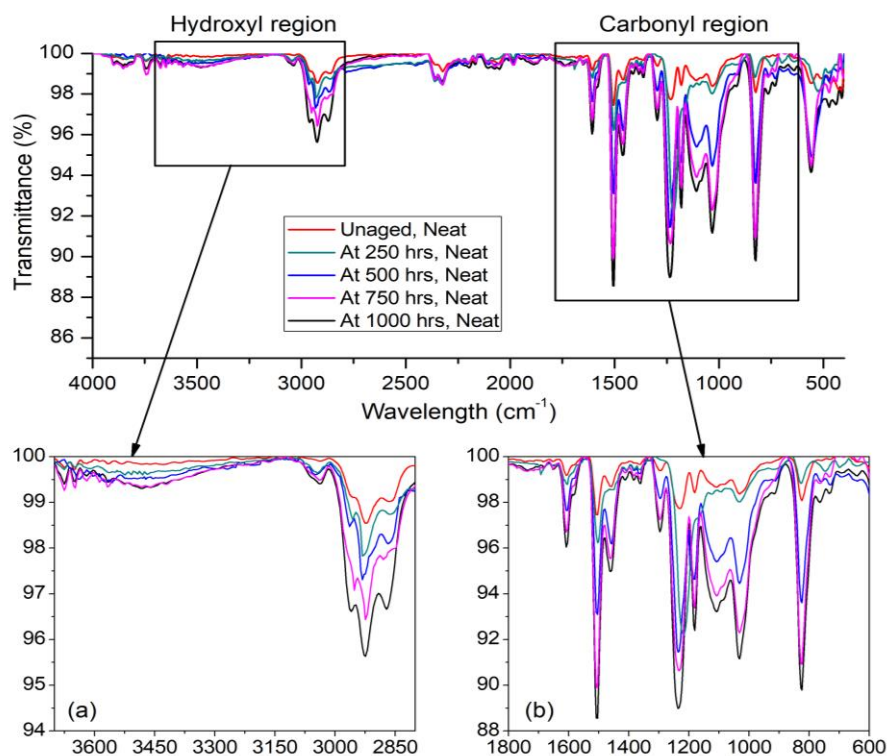 Hydroxyl region
Carbonyl region
100
98
96
94
92
90
88
86
Transmittance (%)
Unaged, Neat
At 250 hrs, Neat
At 500 hrs, Neat
At 750 hrs, Neat
At 1000 hrs, Neat
4000 3500 3000 2500 2000 1500 1000 500
Wavelength (cm⁻¹)
100
99
98
97
96
95
94
(a)
3600 3450 3300 3150 3000 2850
100
98
96
94
92
90
88
(b)
1800 1600 1400 1200 1000 800 600